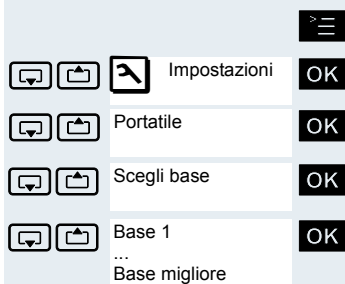 Impostazioni OK
Portatile OK
Scegli base OK
Base 1 OK
...
Base migliore